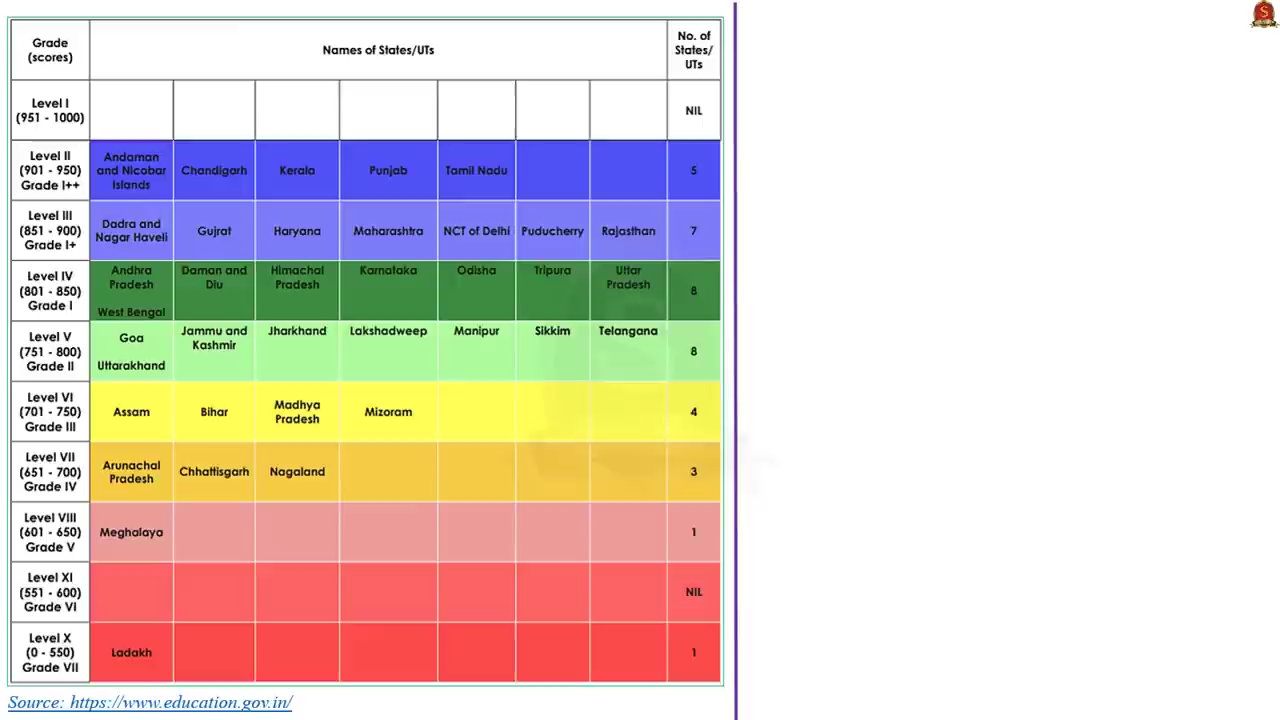 Grade
(scores)
Names of States/UTs
No. of
States/
UTs
Level I
(951 - 1000)
NIL
Level II
(901 - 950)
Grade I++
Andaman
and Nicobar
Islands
Chandigarh
Kerala
Punjab
Tamil Nadu
5
Level III
(851 - 900)
Grade I+
Dadra and
Nagar Haveli
Gujrat
Haryana
Maharashtra
NCT of Delhi
Puducherry
Rajasthan
7
Level IV
(801 - 850)
Grade I
Andhra
Pradesh
West Bengal
Daman and
Diu
Himachal
Pradesh
Karnataka
Odisha
Tripura
Uttar
Pradesh
8
Level V
(751 - 800)
Grade II
Goa
Uttarakhand
Jammu and
Kashmir
Jharkhand
Lakshadweep
Manipur
Sikkim
Telangana
8
Level VI
(701 - 750)
Grade III
Assam
Bihar
Madhya
Pradesh
Mizoram
4
Level VII
(651 - 700)
Grade IV
Arunachal
Pradesh
Chhattisgarh
Nagaland
3
Level VIII
(601 - 650)
Grade V
Meghalaya
1
Level XI
(551 - 600)
Grade VI
NIL
Level X
(0 - 550)
Grade VII
Ladakh
1
Source: https://www.education.gov.in/